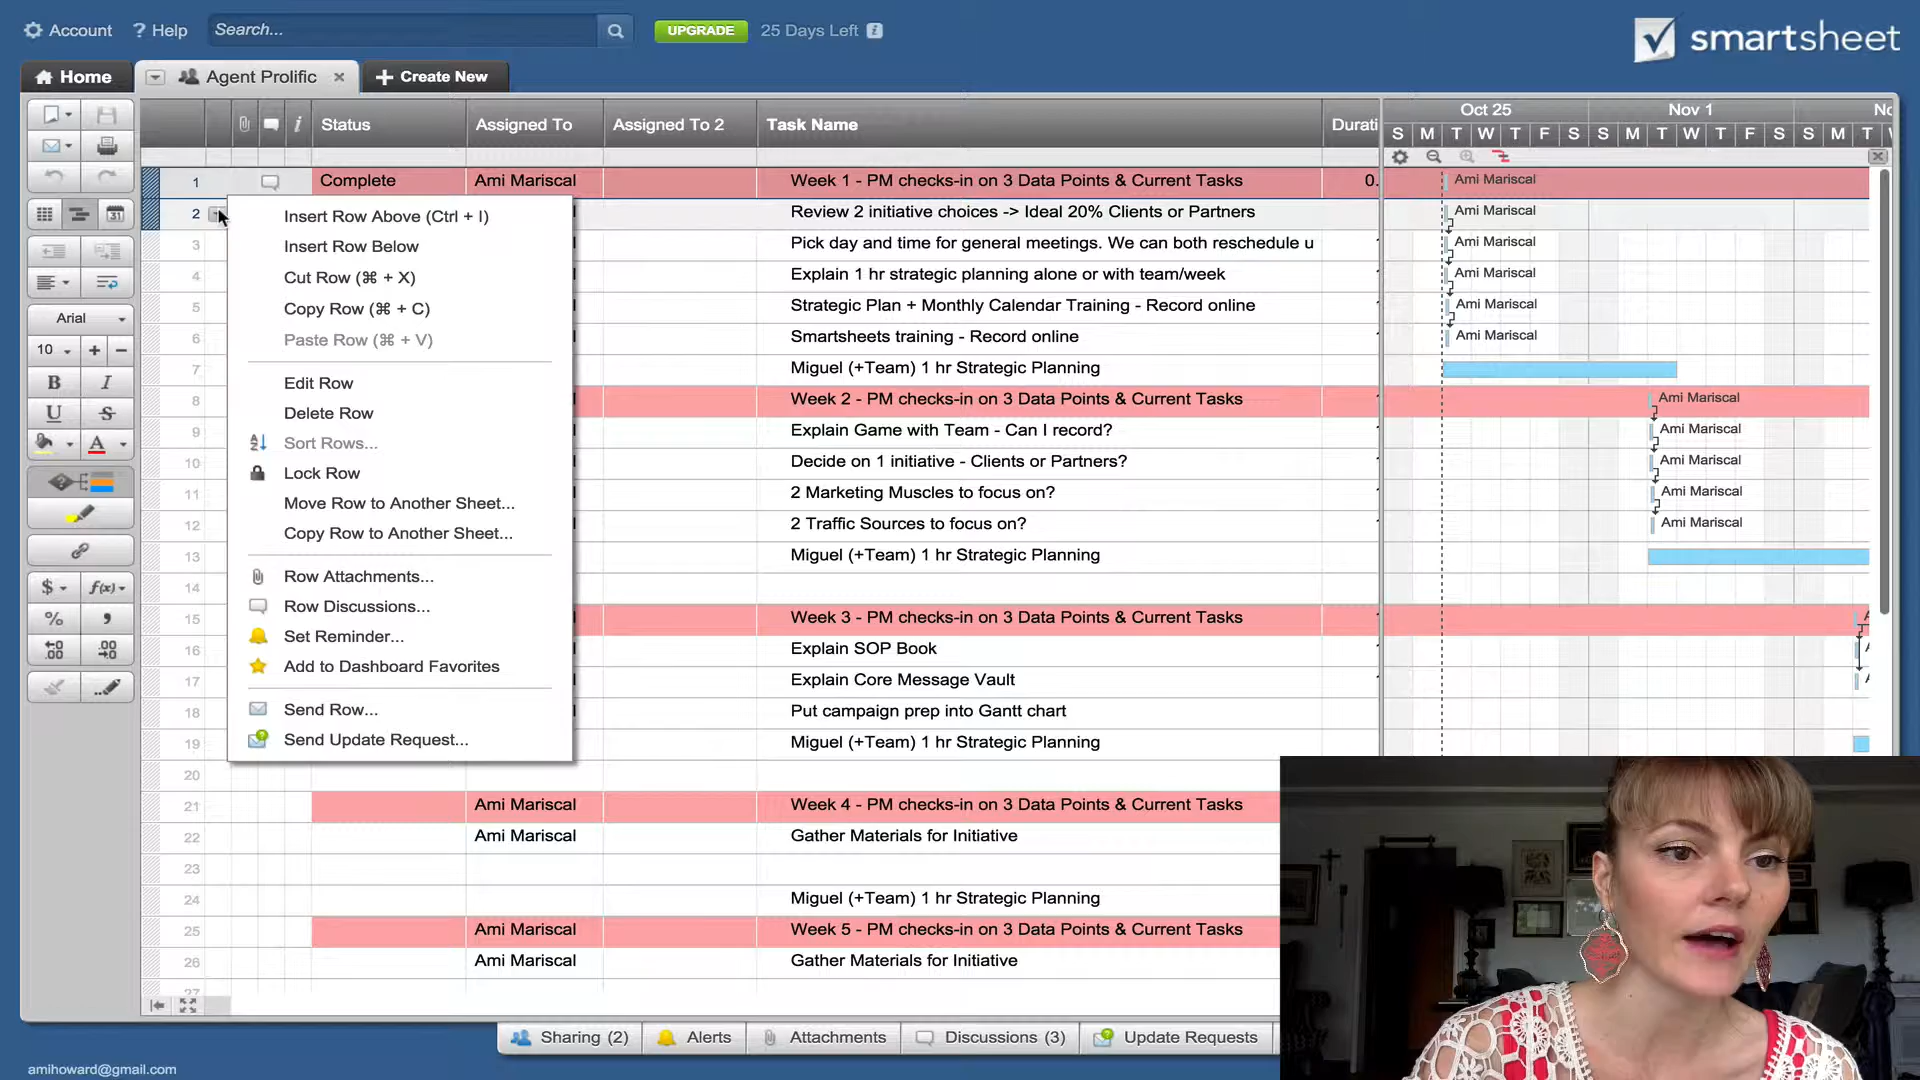 Account
? Help
Search...
UPGRADE
25 Days Left
smartsheet
Home
Agent Prolific
Create New
Status
Assigned To
Assigned To 2
Task Name
Durati
Oct 25
Nov 1
S M T W T F S S M T W T F S S M T
Arial
10
B I
U S
A
$ f(x)
% ,
.00 .00
1 Complete Ami Mariscal Week 1 - PM checks-in on 3 Data Points & Current Tasks 0. Ami Mariscal
2 Review 2 initiative choices -> Ideal 20% Clients or Partners Ami Mariscal
3 Pick day and time for general meetings. We can both reschedule u Ami Mariscal
4 Explain 1 hr strategic planning alone or with team/week Ami Mariscal
5 Strategic Plan + Monthly Calendar Training - Record online Ami Mariscal
6 Smartsheets training - Record online Ami Mariscal
7 Miguel (+Team) 1 hr Strategic Planning
8 Week 2 - PM checks-in on 3 Data Points & Current Tasks Ami Mariscal
9 Explain Game with Team - Can I record? Ami Mariscal
10 Decide on 1 initiative - Clients or Partners? Ami Mariscal
11 2 Marketing Muscles to focus on? Ami Mariscal
12 2 Traffic Sources to focus on? Ami Mariscal
13 Miguel (+Team) 1 hr Strategic Planning
14
15 Week 3 - PM checks-in on 3 Data Points & Current Tasks
16 Explain SOP Book
17 Explain Core Message Vault
18 Put campaign prep into Gantt chart
19 Miguel (+Team) 1 hr Strategic Planning
20
21 Ami Mariscal Week 4 - PM checks-in on 3 Data Points & Current Tasks
22 Ami Mariscal Gather Materials for Initiative
23
24 Miguel (+Team) 1 hr Strategic Planning
25 Ami Mariscal Week 5 - PM checks-in on 3 Data Points & Current Tasks
26 Ami Mariscal Gather Materials for Initiative
27
Insert Row Above (Ctrl + I)
Insert Row Below
Cut Row (⌘ + X)
Copy Row (⌘ + C)
Paste Row (⌘ + V)
Edit Row
Delete Row
Sort Rows...
Lock Row
Move Row to Another Sheet...
Copy Row to Another Sheet...
Row Attachments...
Row Discussions...
Set Reminder...
Add to Dashboard Favorites
Send Row...
Send Update Request...
Sharing (2)
Alerts
Attachments
Discussions (3)
Update Requests
amihoward@gmail.com